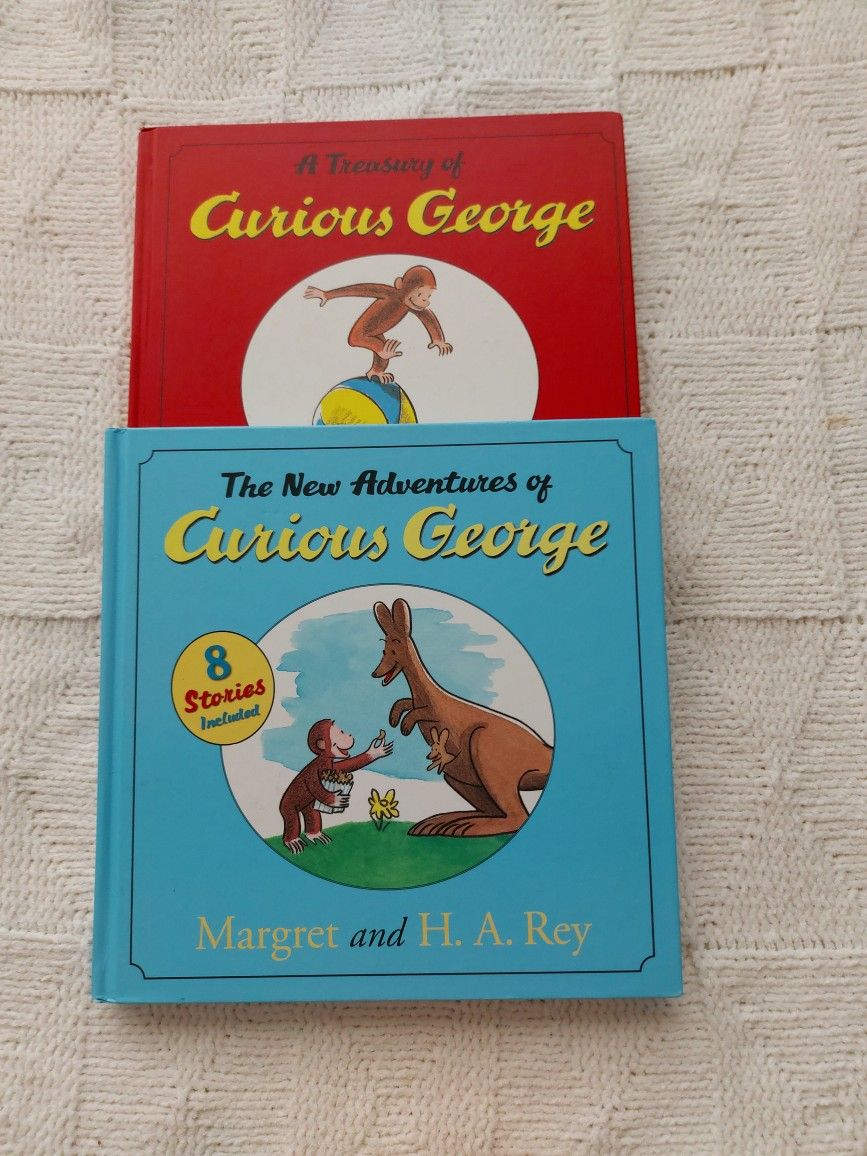 A Treasury of
Curious George
The New Adventures of
Curious George
8
Stories
Included
Margret and H. A. Rey